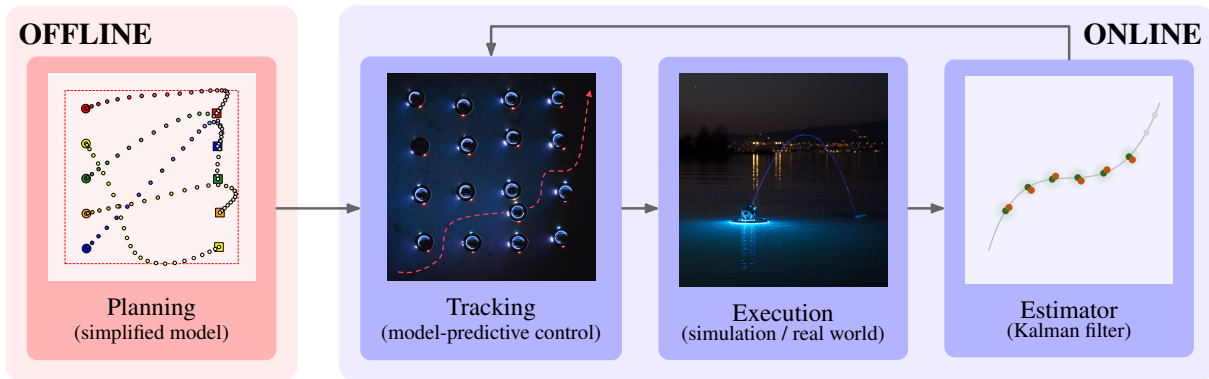 OFFLINE
Planning
(simplified model)
ONLINE
Tracking
(model-predictive control)
Execution
(simulation / real world)
Estimator
(Kalman filter)